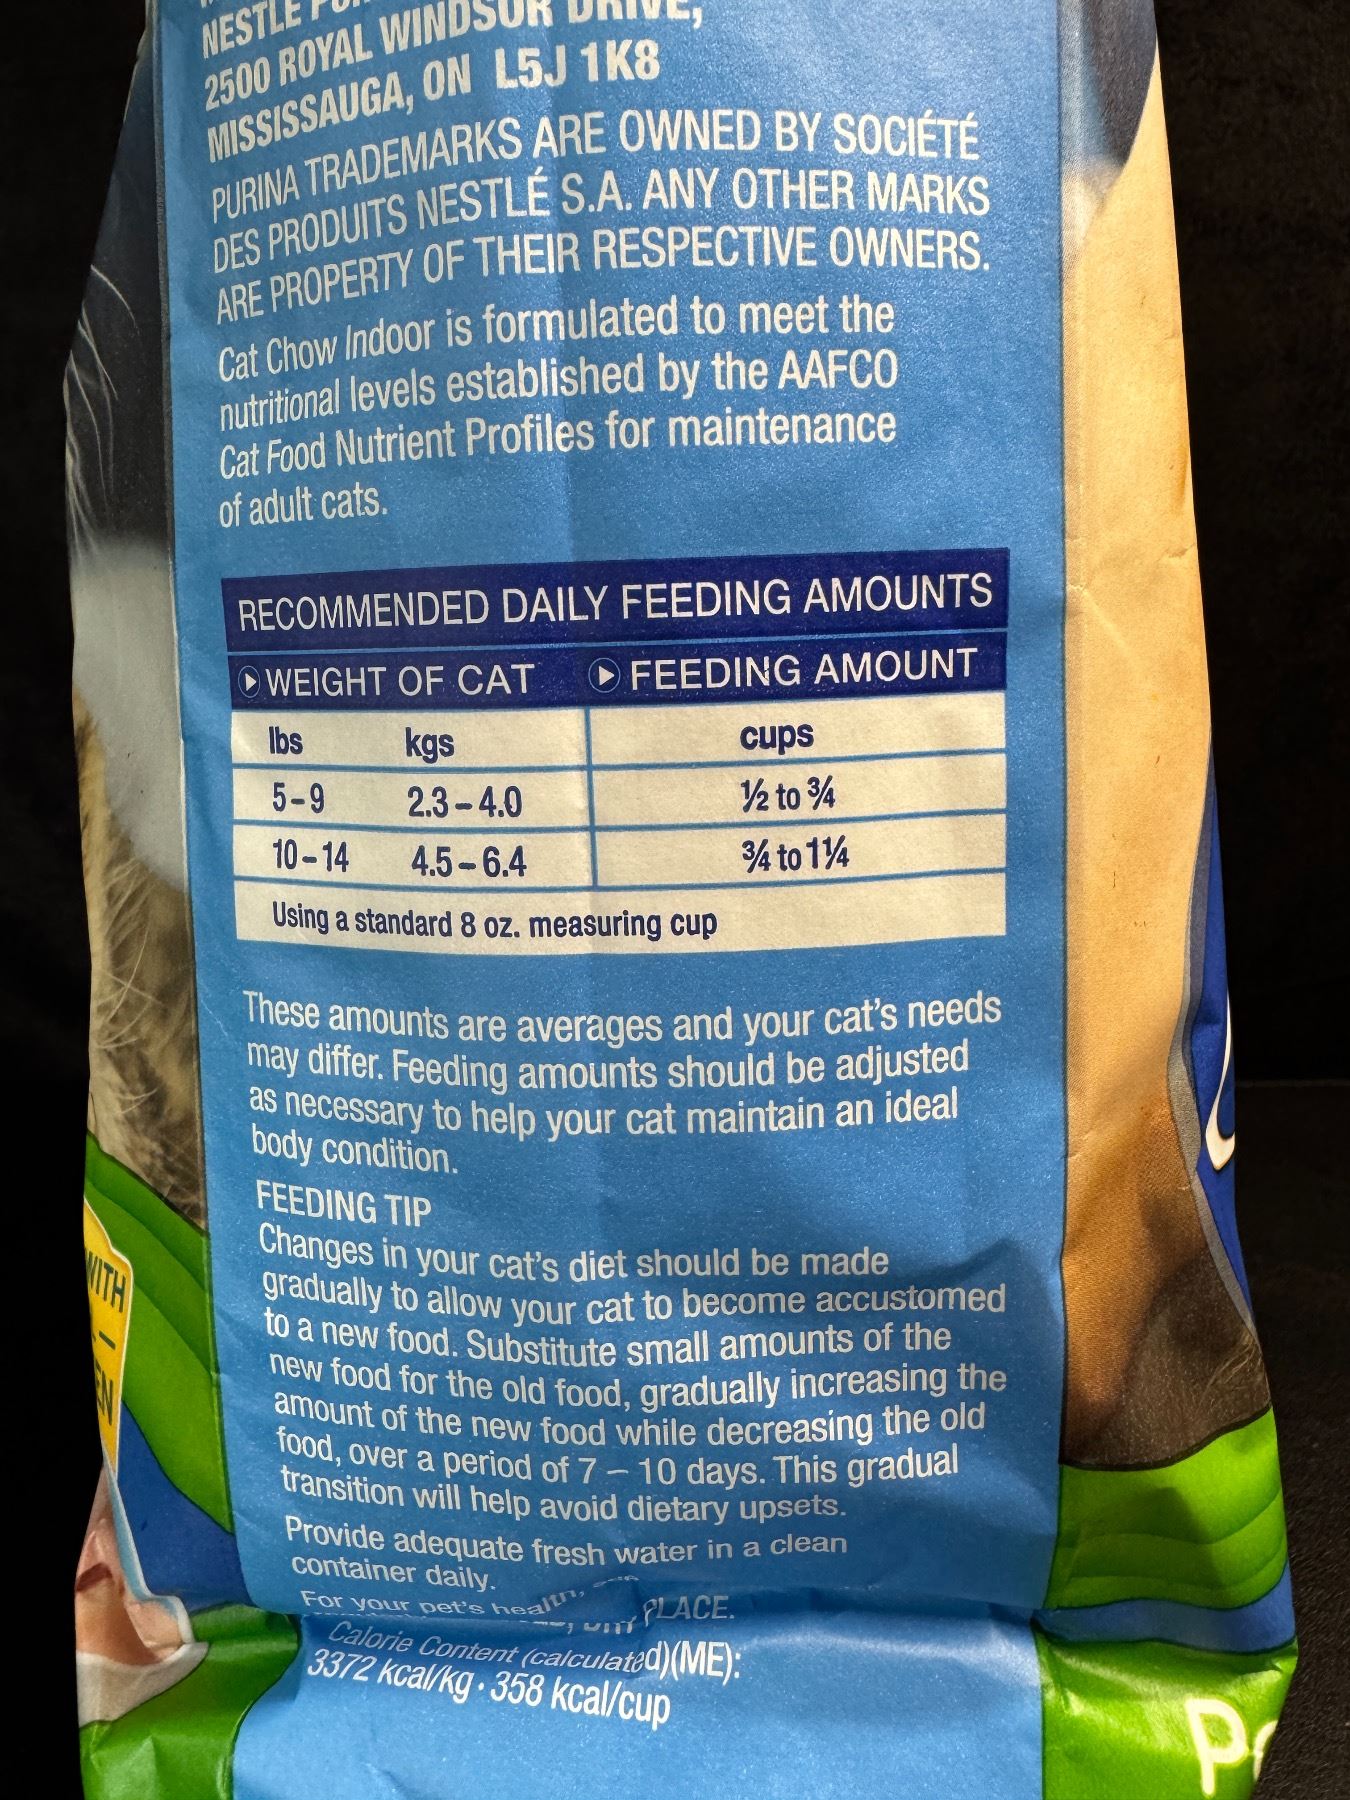 NESTLÉ
2500 ROYAL WINDSOR DRIVE,
MISSISSAUGA, ON L5J 1K8
PURINA TRADEMARKS ARE OWNED BY SOCIÉTÉ
DES PRODUITS NESTLÉ S.A. ANY OTHER MARKS
ARE PROPERTY OF THEIR RESPECTIVE OWNERS.
Cat Chow Indoor is formulated to meet the
nutritional levels established by the AAFCO
Cat Food Nutrient Profiles for maintenance
of adult cats.
RECOMMENDED DAILY FEEDING AMOUNTS
WEIGHT OF CAT FEEDING AMOUNT
lbs kgs cups
5-9 2.3-4.0 ½ to ¾
10-14 4.5-6.4 ¾ to 1¼
Using a standard 8 oz. measuring cup
These amounts are averages and your cat's needs
may differ. Feeding amounts should be adjusted
as necessary to help your cat maintain an ideal
body condition.
FEEDING TIP
Changes in your cat's diet should be made
gradually to allow your cat to become accustomed
to a new food. Substitute small amounts of the
new food for the old food, gradually increasing the
amount of the new food while decreasing the old
food, over a period of 7 – 10 days. This gradual
transition will help avoid dietary upsets.
Provide adequate fresh water in a clean
container daily.
For your pet's health,
PLACE.
Calorie Content (calculated)(ME):
3372 kcal/kg • 358 kcal/cup
WITH